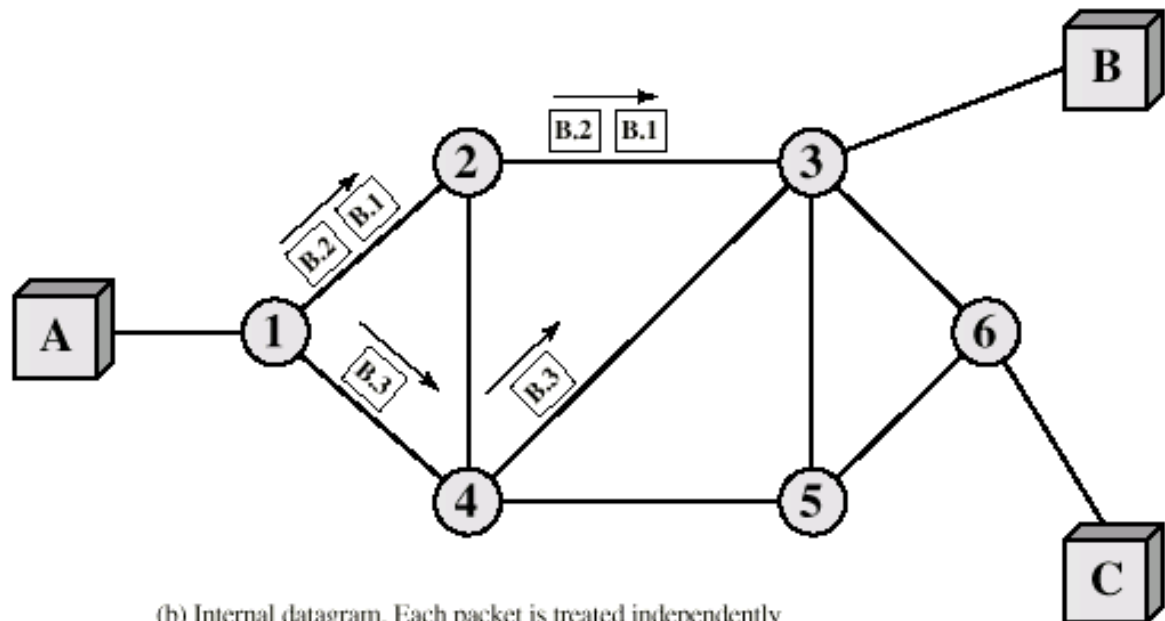 B
B.2 B.1
2
3
B.2 B.1
A
1
6
B.3
B.3
4
5
C
(b) Internal datagram. Each packet is treated independently